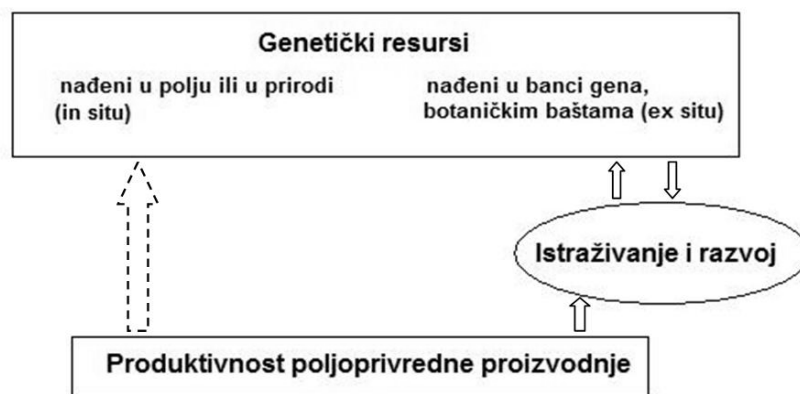 Genetički resursi
nađeni u polju ili u prirodi
(in situ)
nađeni u banci gena,
botaničkim baštama (ex situ)
Istraživanje i razvoj
Produktivnost poljoprivredne proizvodnje